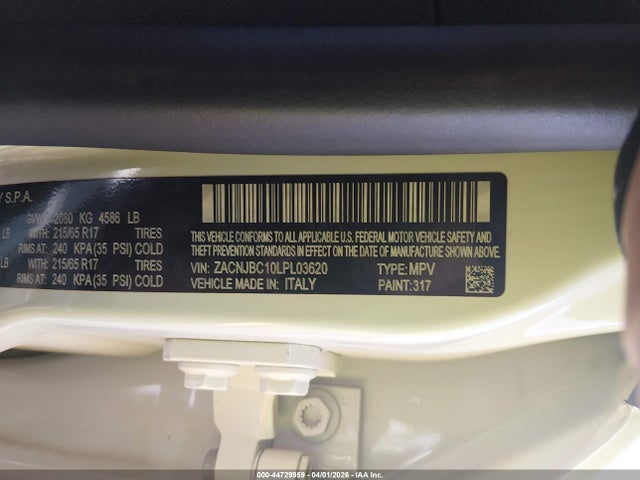 Y S.P.A.
GVWR 2080 KG 4586 LB
LB WITH: 215/65 R17 TIRES
RIMS AT: 240 KPA (35 PSI) COLD
LB WITH: 215/65 R17 TIRES
RIMS AT: 240 KPA (35 PSI) COLD
THIS VEHICLE CONFORMS TO ALL APPLICABLE U.S. FEDERAL MOTOR VEHICLE SAFETY AND
THEFT PREVENTION STANDARDS IN EFFECT ON THE DATE OF MANUFACTURE SHOWN ABOVE.
VIN: ZACNJBC10LPL03620 TYPE: MPV
VEHICLE MADE IN: ITALY PAINT:317
000-44729959 - 04/01/2026 - IAA Inc.